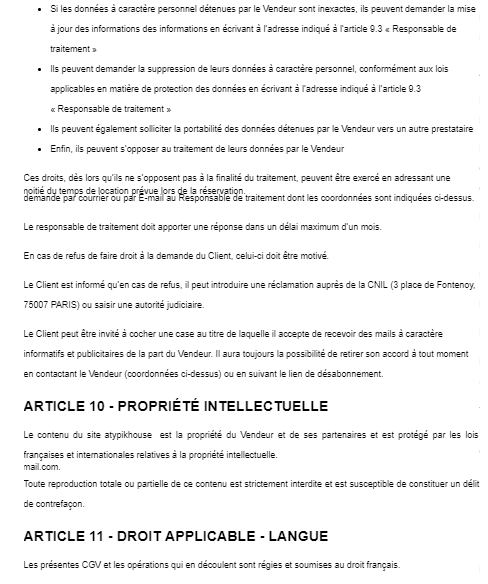 • Si les données à caractère personnel détenues par le Vendeur sont inexactes, ils peuvent demander la mise
à jour des informations des informations en écrivant à l'adresse indiqué à l'article 9.3 « Responsable de
traitement »
• Ils peuvent demander la suppression de leurs données à caractère personnel, conformément aux lois
applicables en matière de protection des données en écrivant à l'adresse indiqué à l'article 9.3
« Responsable de traitement »
• Ils peuvent également solliciter la portabilité des données détenues par le Vendeur vers un autre prestataire
• Enfin, ils peuvent s'opposer au traitement de leurs données par le Vendeur
Ces droits, dès lors qu'ils ne s'opposent pas à la finalité du traitement, peuvent être exercé en adressant une
noitié du temps de location prévue lors de la réservation.
demande par courrier ou par E-mail au Responsable de traitement dont les coordonnées sont indiquées ci-dessus.
Le responsable de traitement doit apporter une réponse dans un délai maximum d'un mois.
En cas de refus de faire droit à la demande du Client, celui-ci doit être motivé.
Le Client est informé qu'en cas de refus, il peut introduire une réclamation auprès de la CNIL (3 place de Fontenoy,
75007 PARIS) ou saisir une autorité judiciaire.
Le Client peut être invité à cocher une case au titre de laquelle il accepte de recevoir des mails à caractère
informatifs et publicitaires de la part du Vendeur. Il aura toujours la possibilité de retirer son accord à tout moment
en contactant le Vendeur (coordonnées ci-dessus) ou en suivant le lien de désabonnement.
ARTICLE 10 - PROPRIÉTÉ INTELLECTUELLE
Le contenu du site atypikhouse est la propriété du Vendeur et de ses partenaires et est protégé par les lois
françaises et internationales relatives à la propriété intellectuelle.
mail.com.
Toute reproduction totale ou partielle de ce contenu est strictement interdite et est susceptible de constituer un délit
de contrefaçon.
ARTICLE 11 - DROIT APPLICABLE - LANGUE
Les présentes CGV et les opérations qui en découlent sont régies et soumises au droit français.